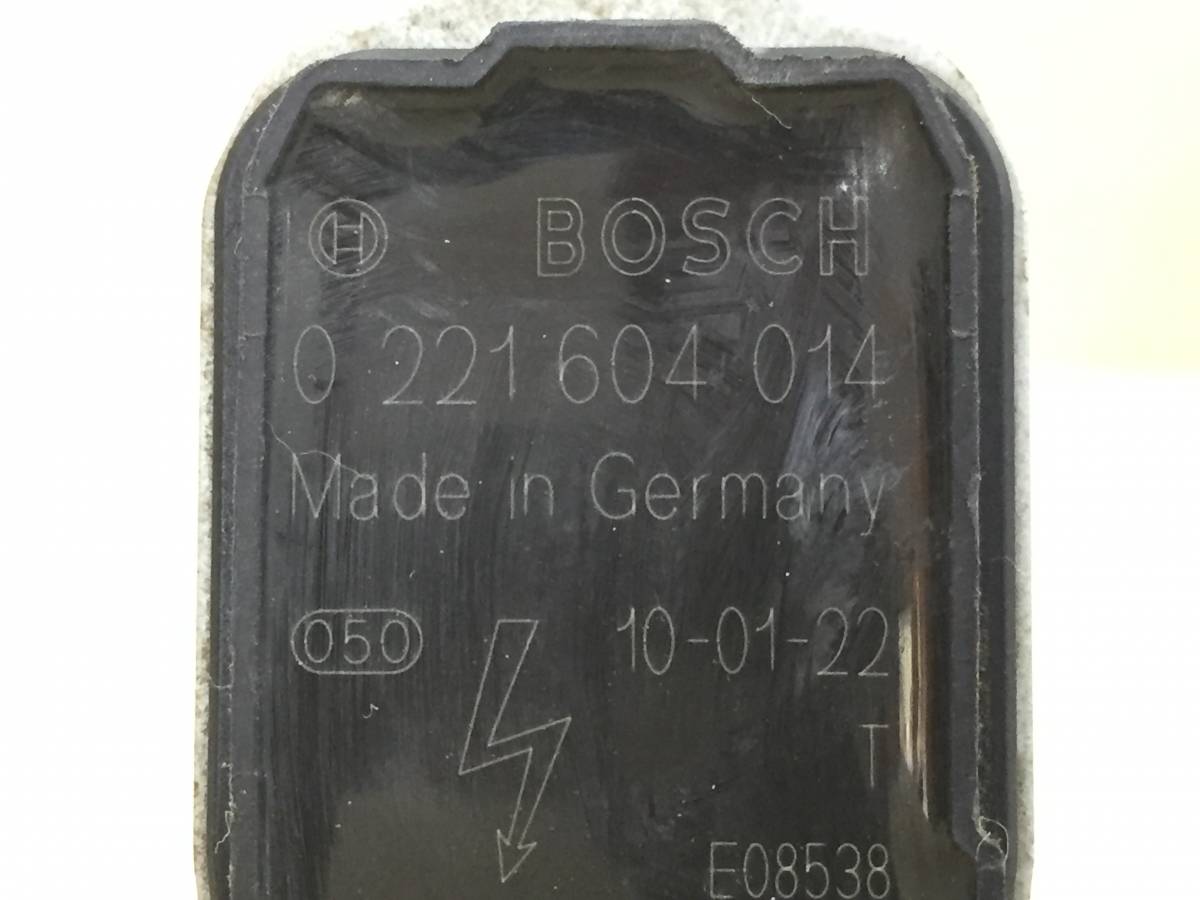 BOSCH
0 221 604 014
Made in Germany
050 10-01-22
T
E08538